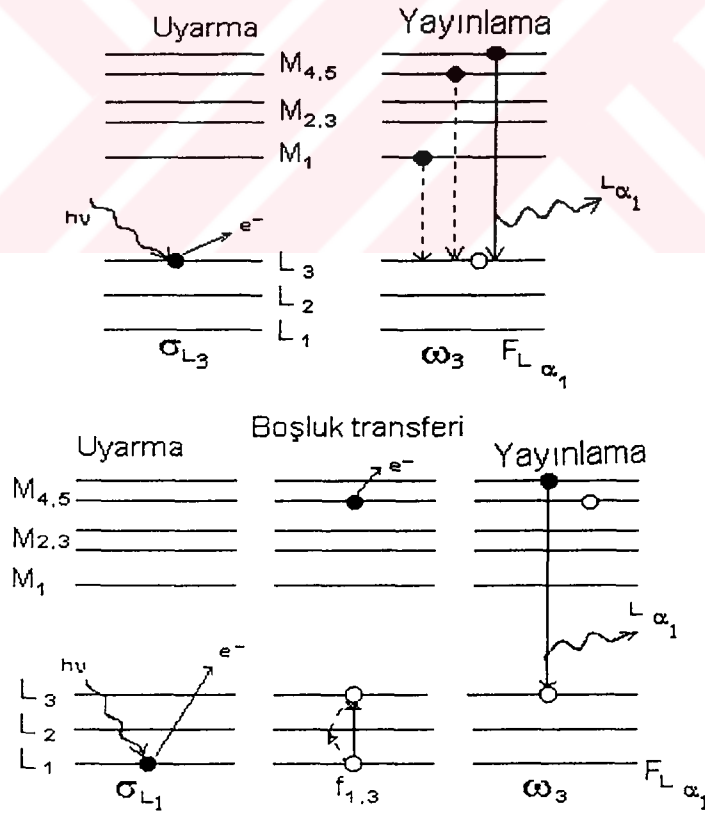 Uyarma Yayınlama
M4,5
M2,3
M1
hν e⁻ Lα1
L3
L2
L1
σL3 ω3 FLα1
Boşluk transferi
Uyarma Yayınlama
e⁻
M4,5
M2,3
M1
Lα1
hν e⁻
L3
L2
L1
σL1 f1,3 ω3 FLα1